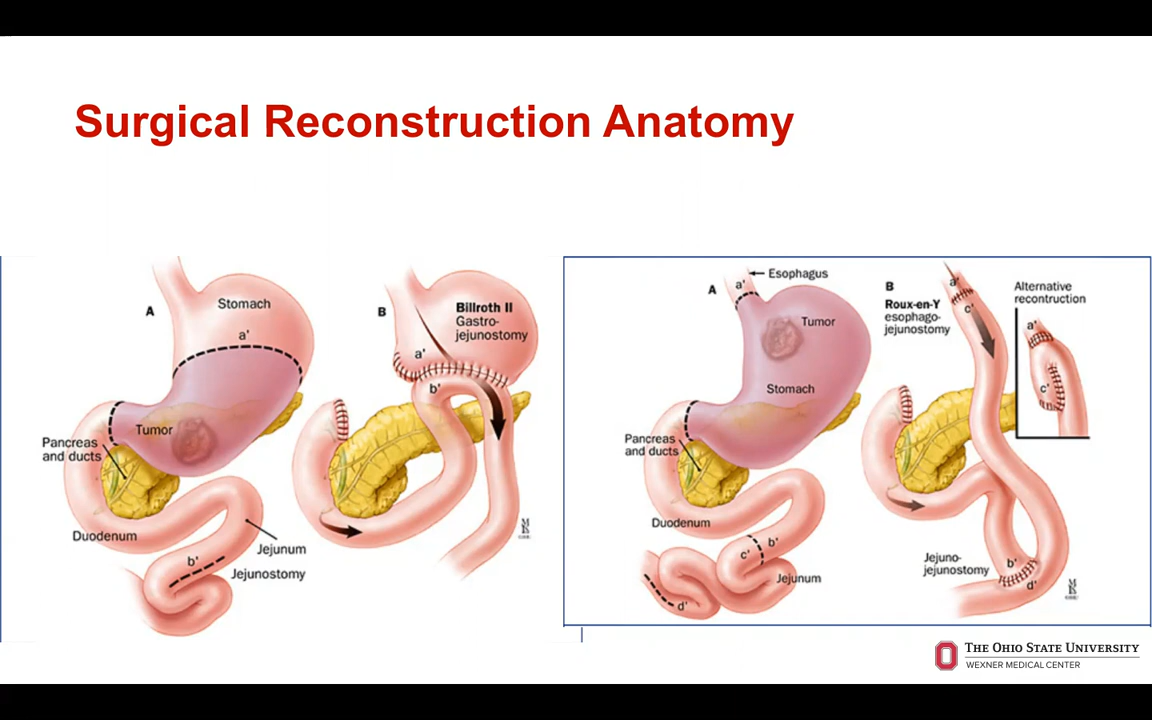 Surgical Reconstruction Anatomy
A
Stomach
a'
Tumor
Pancreas
and ducts
Duodenum
b'
Jejunum
Jejunostomy
B
Billroth II
Gastro-
jejunostomy
a'
b'
A
a'
Esophagus
Tumor
Stomach
Pancreas
and ducts
Duodenum
c'
b'
Jejunum
d'
B
Roux-en-Y
esophago-
jejunostomy
a'
c'
Jejuno-
jejunostomy
b'
d'
Alternative
recontruction
a'
c'
THE OHIO STATE UNIVERSITY
WEXNER MEDICAL CENTER